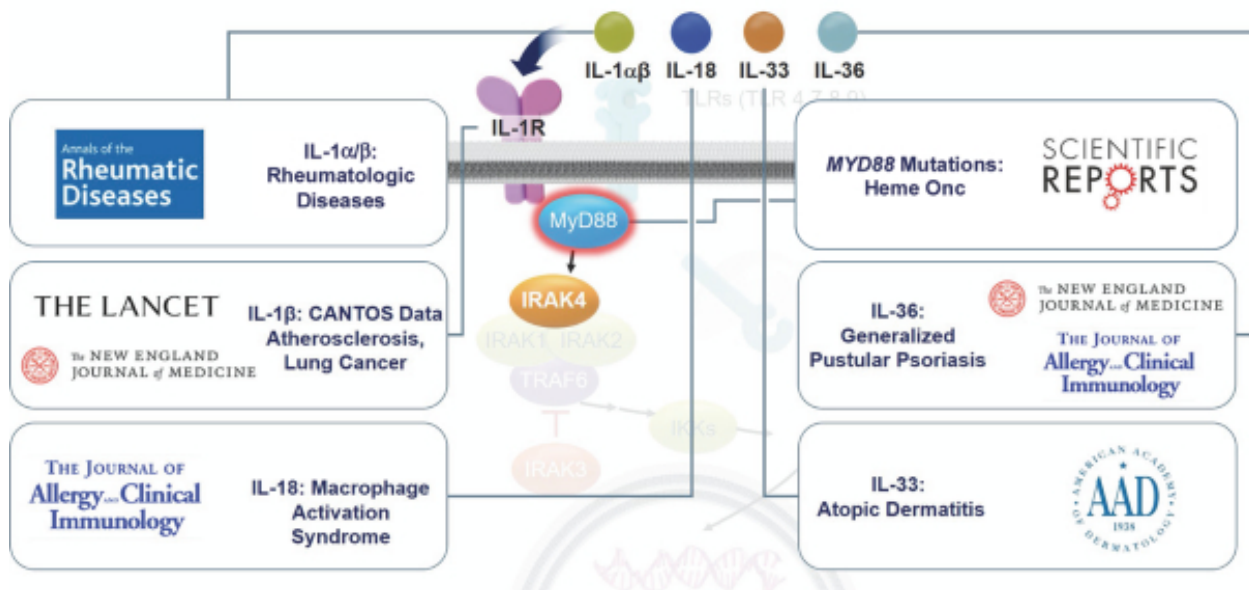 IL-1αβ IL-18 IL-33 IL-36
TLRs (TLR 4,7,8,9)
IL-1R
Annals of the
Rheumatic
Diseases
IL-1α/β:
Rheumatologic
Diseases
MYD88 Mutations:
Heme Onc
SCIENTIFIC
REPORTS
MyD88
IRAK4
IRAK1 IRAK2
TRAF6
IKKs
IRAK3
THE LANCET
The NEW ENGLAND
JOURNAL of MEDICINE
IL-1β: CANTOS Data
Atherosclerosis,
Lung Cancer
IL-36:
Generalized
Pustular Psoriasis
The NEW ENGLAND
JOURNAL of MEDICINE
THE JOURNAL OF
Allergy AND Clinical
Immunology
THE JOURNAL OF
Allergy AND Clinical
Immunology
IL-18: Macrophage
Activation
Syndrome
IL-33:
Atopic Dermatitis
AMERICAN ACADEMY
AAD
1938
OF DERMATOLOGY